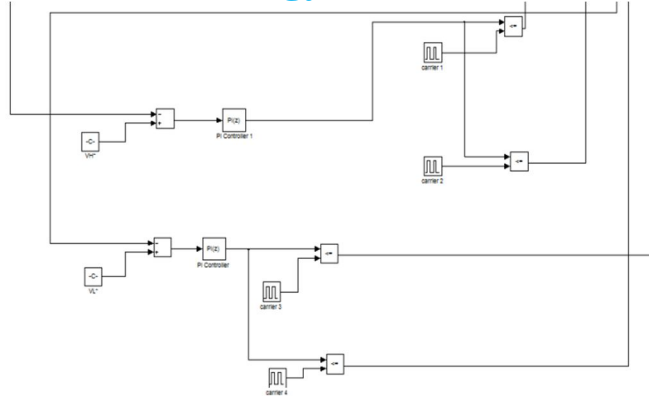 <=
carrier 1
-C-
VH*
PI(z)
PI Controller 1
<=
carrier 2
-C-
VL*
PI(z)
PI Controller
<=
carrier 3
<=
carrier 4